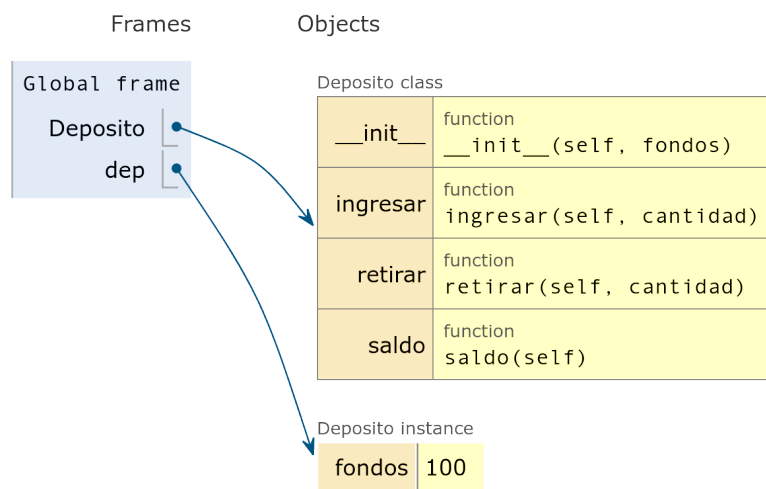 Frames Objects
Global frame
Deposito
dep
Deposito class
__init__ function
__init__(self, fondos)
ingresar function
ingresar(self, cantidad)
retirar function
retirar(self, cantidad)
saldo function
saldo(self)
Deposito instance
fondos 100